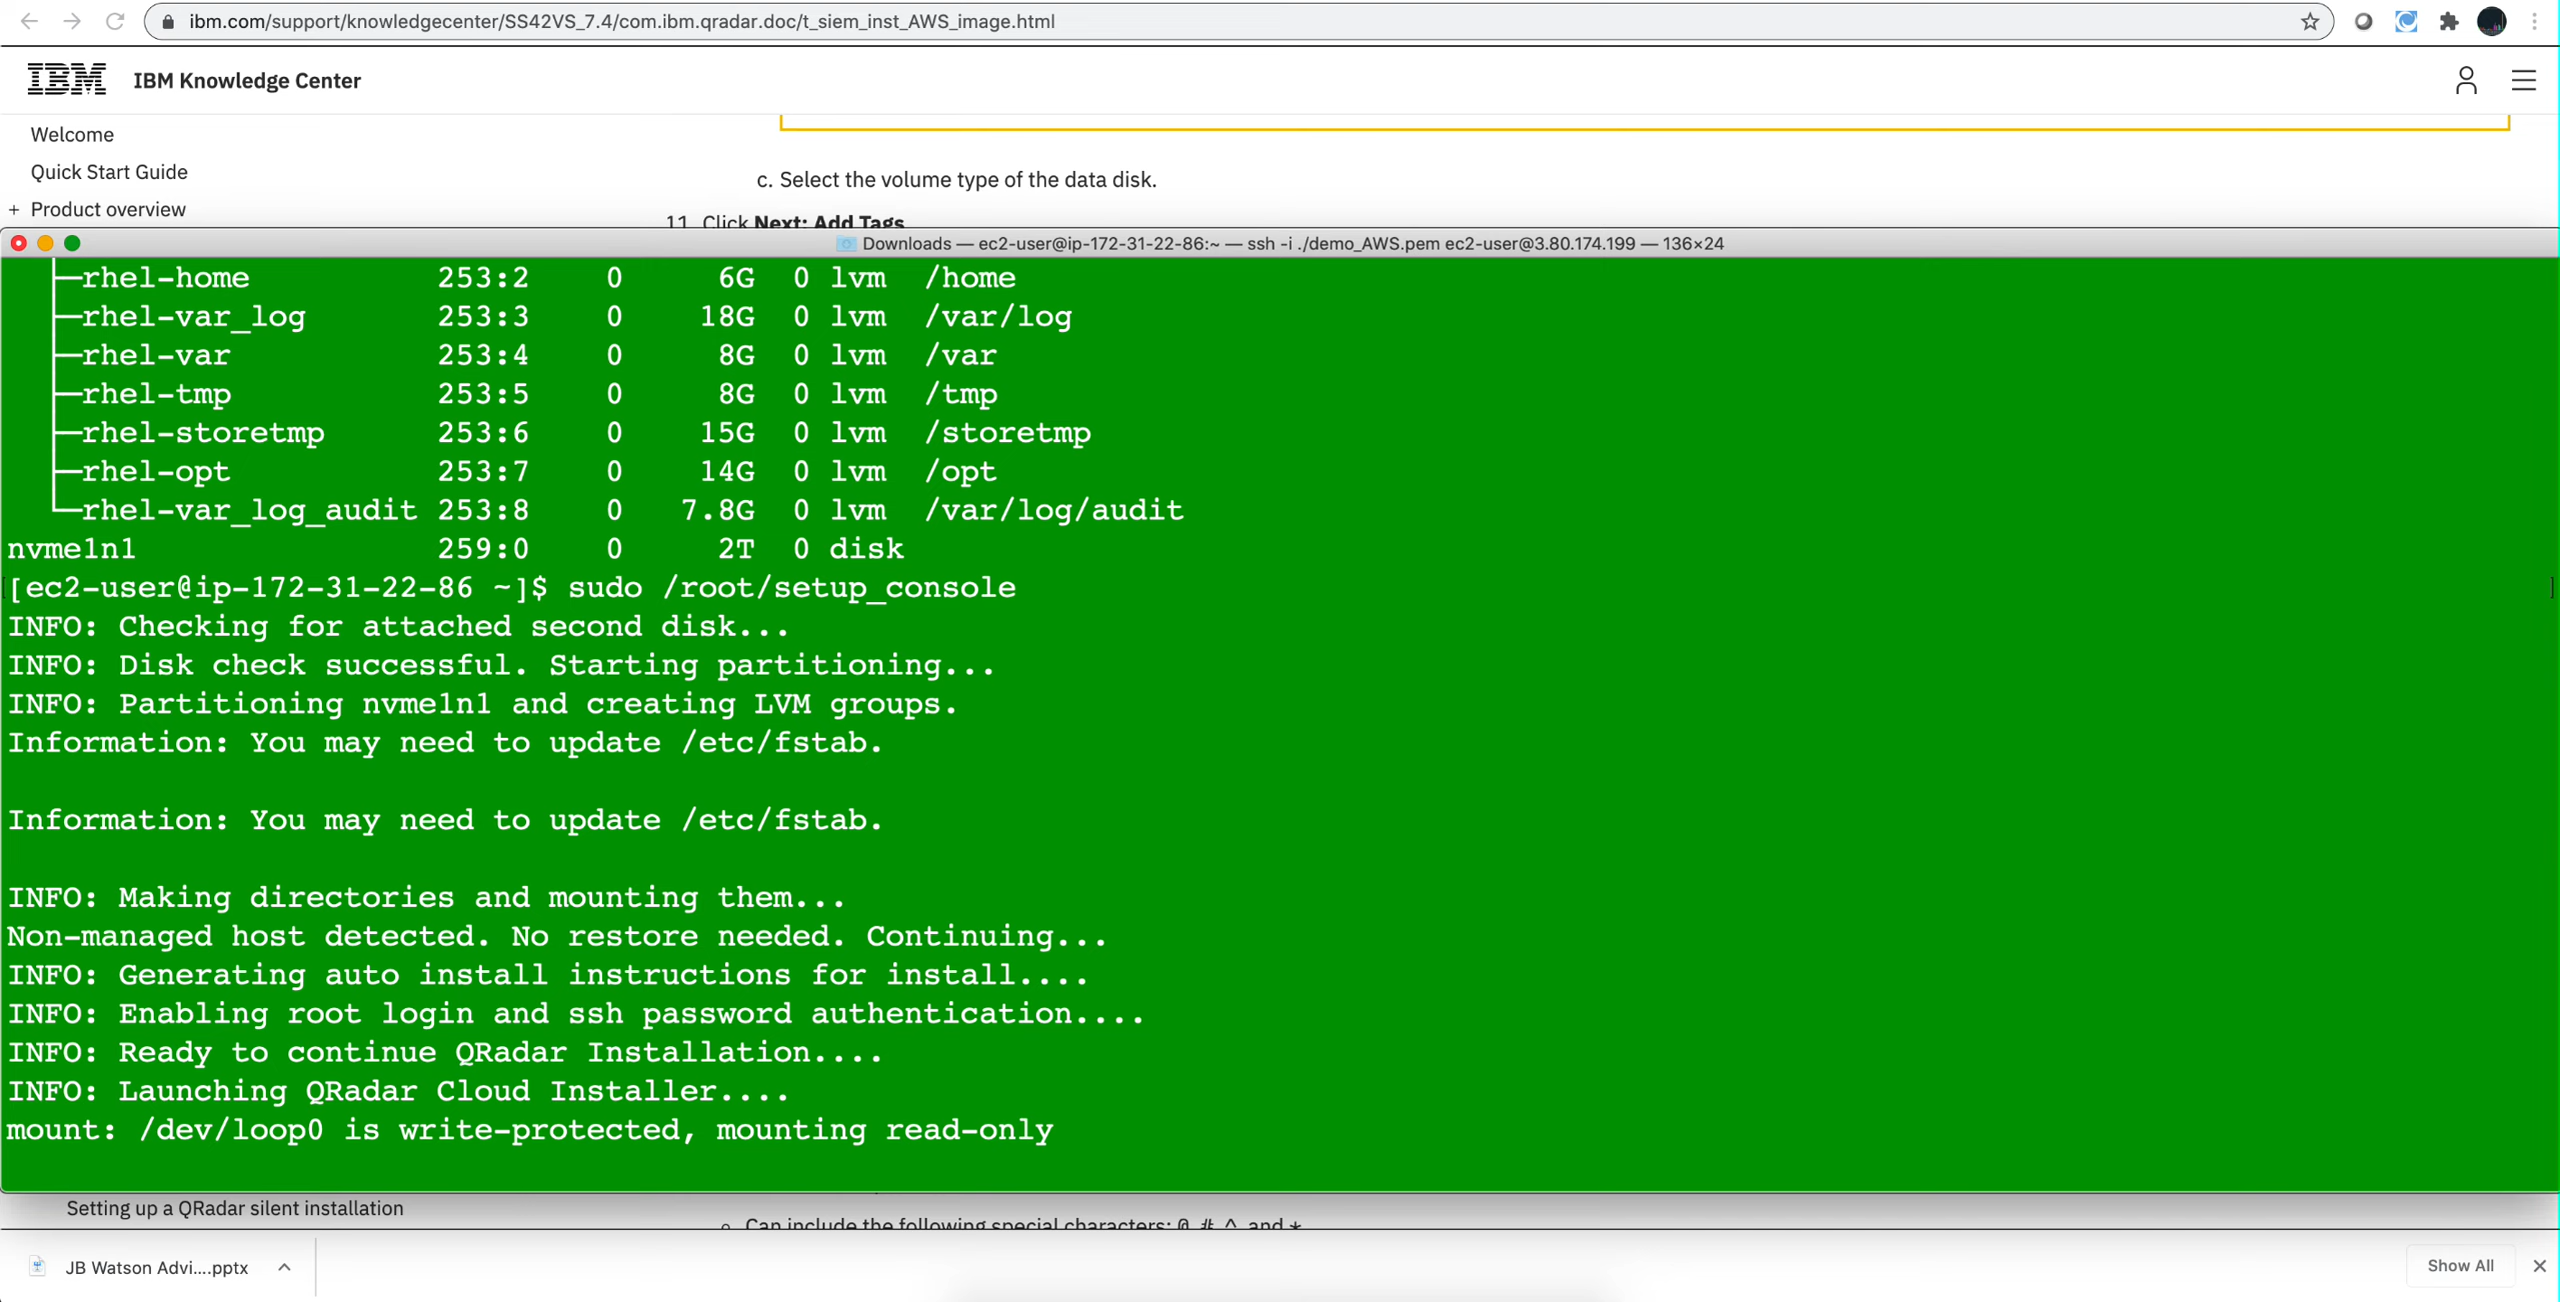 ibm.com/support/knowledgecenter/SS42VS_7.4/com.ibm.qradar.doc/t_siem_inst_AWS_image.html
IBM IBM Knowledge Center
Welcome
Quick Start Guide
+ Product overview
c. Select the volume type of the data disk.
11. Click Next: Add Tags
Downloads — ec2-user@ip-172-31-22-86:~ — ssh -i ./demo_AWS.pem ec2-user@3.80.174.199 — 136×24
├─rhel-home 253:2 0 6G 0 lvm /home
├─rhel-var_log 253:3 0 18G 0 lvm /var/log
├─rhel-var 253:4 0 8G 0 lvm /var
├─rhel-tmp 253:5 0 8G 0 lvm /tmp
├─rhel-storetmp 253:6 0 15G 0 lvm /storetmp
├─rhel-opt 253:7 0 14G 0 lvm /opt
└─rhel-var_log_audit 253:8 0 7.8G 0 lvm /var/log/audit
nvme1n1 259:0 0 2T 0 disk
[[ec2-user@ip-172-31-22-86 ~]$ sudo /root/setup_console ]
INFO: Checking for attached second disk...
INFO: Disk check successful. Starting partitioning...
INFO: Partitioning nvme1n1 and creating LVM groups.
Information: You may need to update /etc/fstab.
Information: You may need to update /etc/fstab.
INFO: Making directories and mounting them...
Non-managed host detected. No restore needed. Continuing...
INFO: Generating auto install instructions for install....
INFO: Enabling root login and ssh password authentication....
INFO: Ready to continue QRadar Installation....
INFO: Launching QRadar Cloud Installer....
mount: /dev/loop0 is write-protected, mounting read-only
Setting up a QRadar silent installation
o Can include the following special characters: @, #, ^, and *.
JB Watson Advi....pptx
Show All